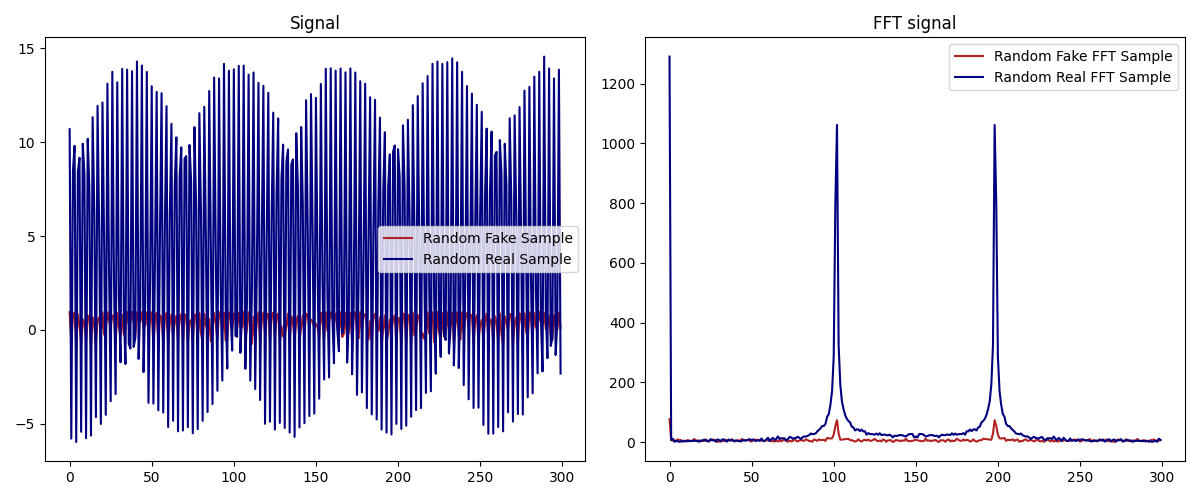 Signal
15
10
5
0
−5
0 50 100 150 200 250 300
Random Fake Sample
Random Real Sample
FFT signal
1200
1000
800
600
400
200
0
0 50 100 150 200 250 300
Random Fake FFT Sample
Random Real FFT Sample